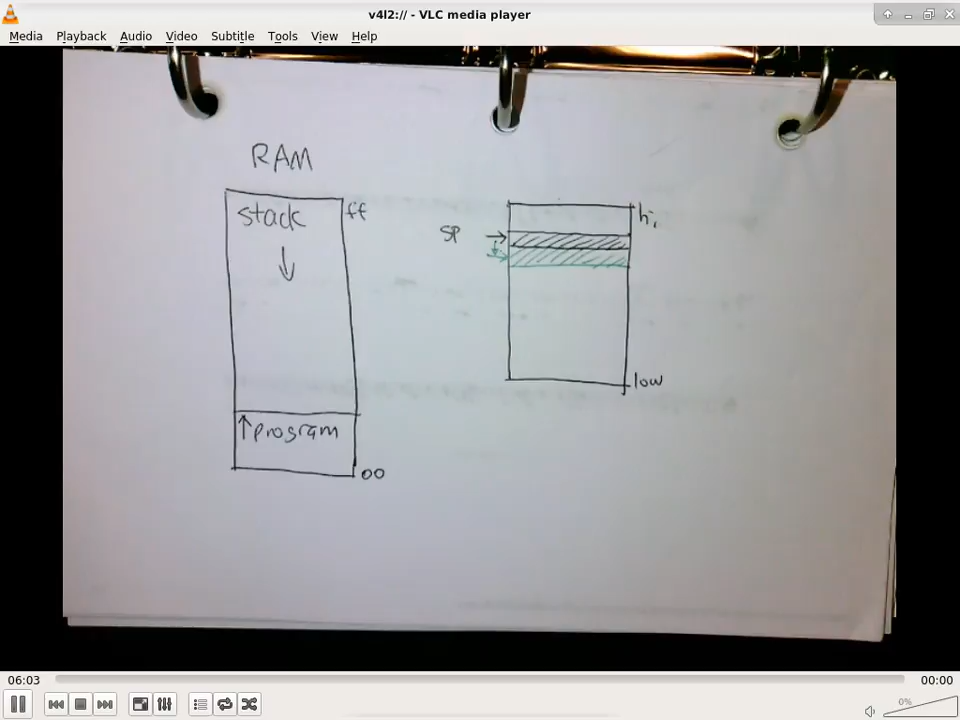 v4l2:// - VLC media player
Media Playback Audio Video Subtitle Tools View Help
RAM
stack
ff
↓
↑program
00
SP →
hi
low
06:03
00:00
0%